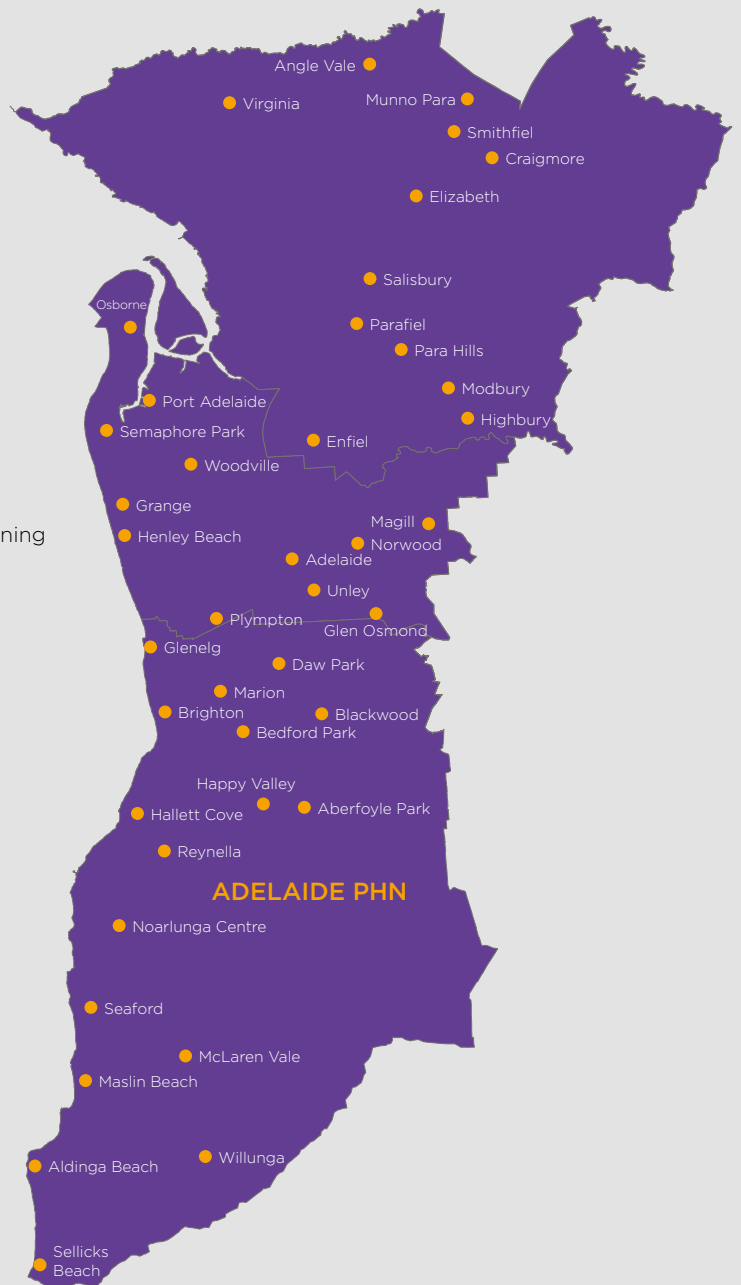 Angle Vale
Virginia
Munno Para
Smithfiel
Craigmore
Elizabeth
Salisbury
Osborne
Parafiel
Para Hills
Modbury
Port Adelaide
Highbury
Semaphore Park
Enfiel
Woodville
Grange
Magill
ning
Henley Beach
Norwood
Adelaide
Unley
Plympton
Glen Osmond
Glenelg
Daw Park
Marion
Brighton
Blackwood
Bedford Park
Happy Valley
Hallett Cove
Aberfoyle Park
Reynella
ADELAIDE PHN
Noarlunga Centre
Seaford
McLaren Vale
Maslin Beach
Willunga
Aldinga Beach
Sellicks
Beach